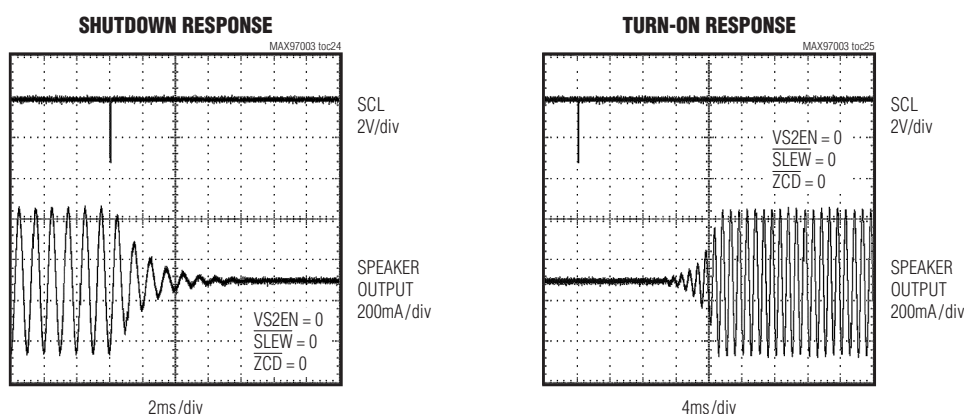 SHUTDOWN RESPONSE
MAX97003 toc24
SCL
2V/div
SPEAKER
OUTPUT
200mA/div
VS2EN = 0
SLEW = 0
ZCD = 0
2ms/div
TURN-ON RESPONSE
MAX97003 toc25
SCL
2V/div
VS2EN = 0
SLEW = 0
ZCD = 0
SPEAKER
OUTPUT
200mA/div
4ms/div